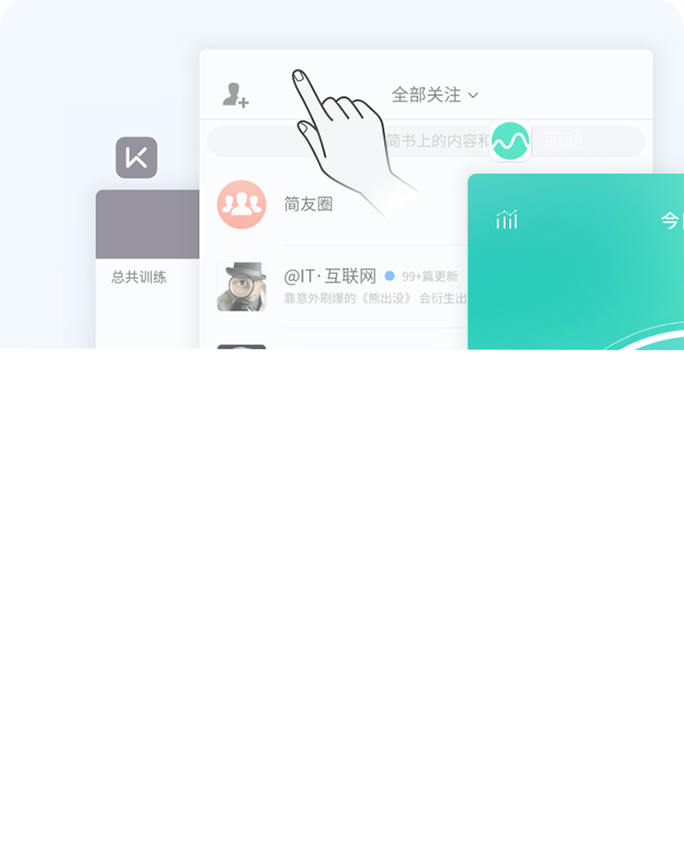 全部关注
简书上的内容和
简友圈
今日
总共训练
@IT·互联网 99+篇更新
靠意外刷爆的《熊出没》 会衍生出